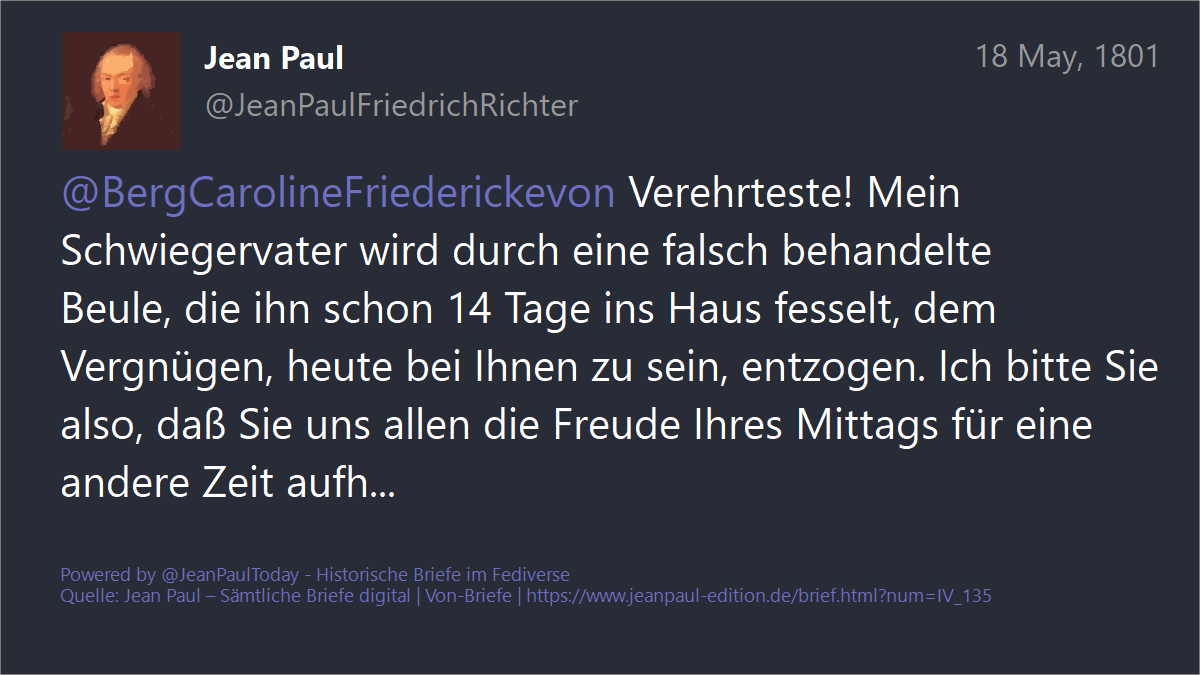 Jean Paul
18 May, 1801
@JeanPaulFriedrichRichter
@BergCarolineFriederickevon Verehrteste! Mein
Schwiegervater wird durch eine falsch behandelte
Beule, die ihn schon 14 Tage ins Haus fesselt, dem
Vergnügen, heute bei Ihnen zu sein, entzogen. Ich bitte Sie
also, daß Sie uns allen die Freude Ihres Mittags für eine
andere Zeit aufh...
Powered by @JeanPaulToday - Historische Briefe im Fediverse
Quelle: Jean Paul – Sämtliche Briefe digital | Von-Briefe | https://www.jeanpaul-edition.de/brief.html?num=IV_135